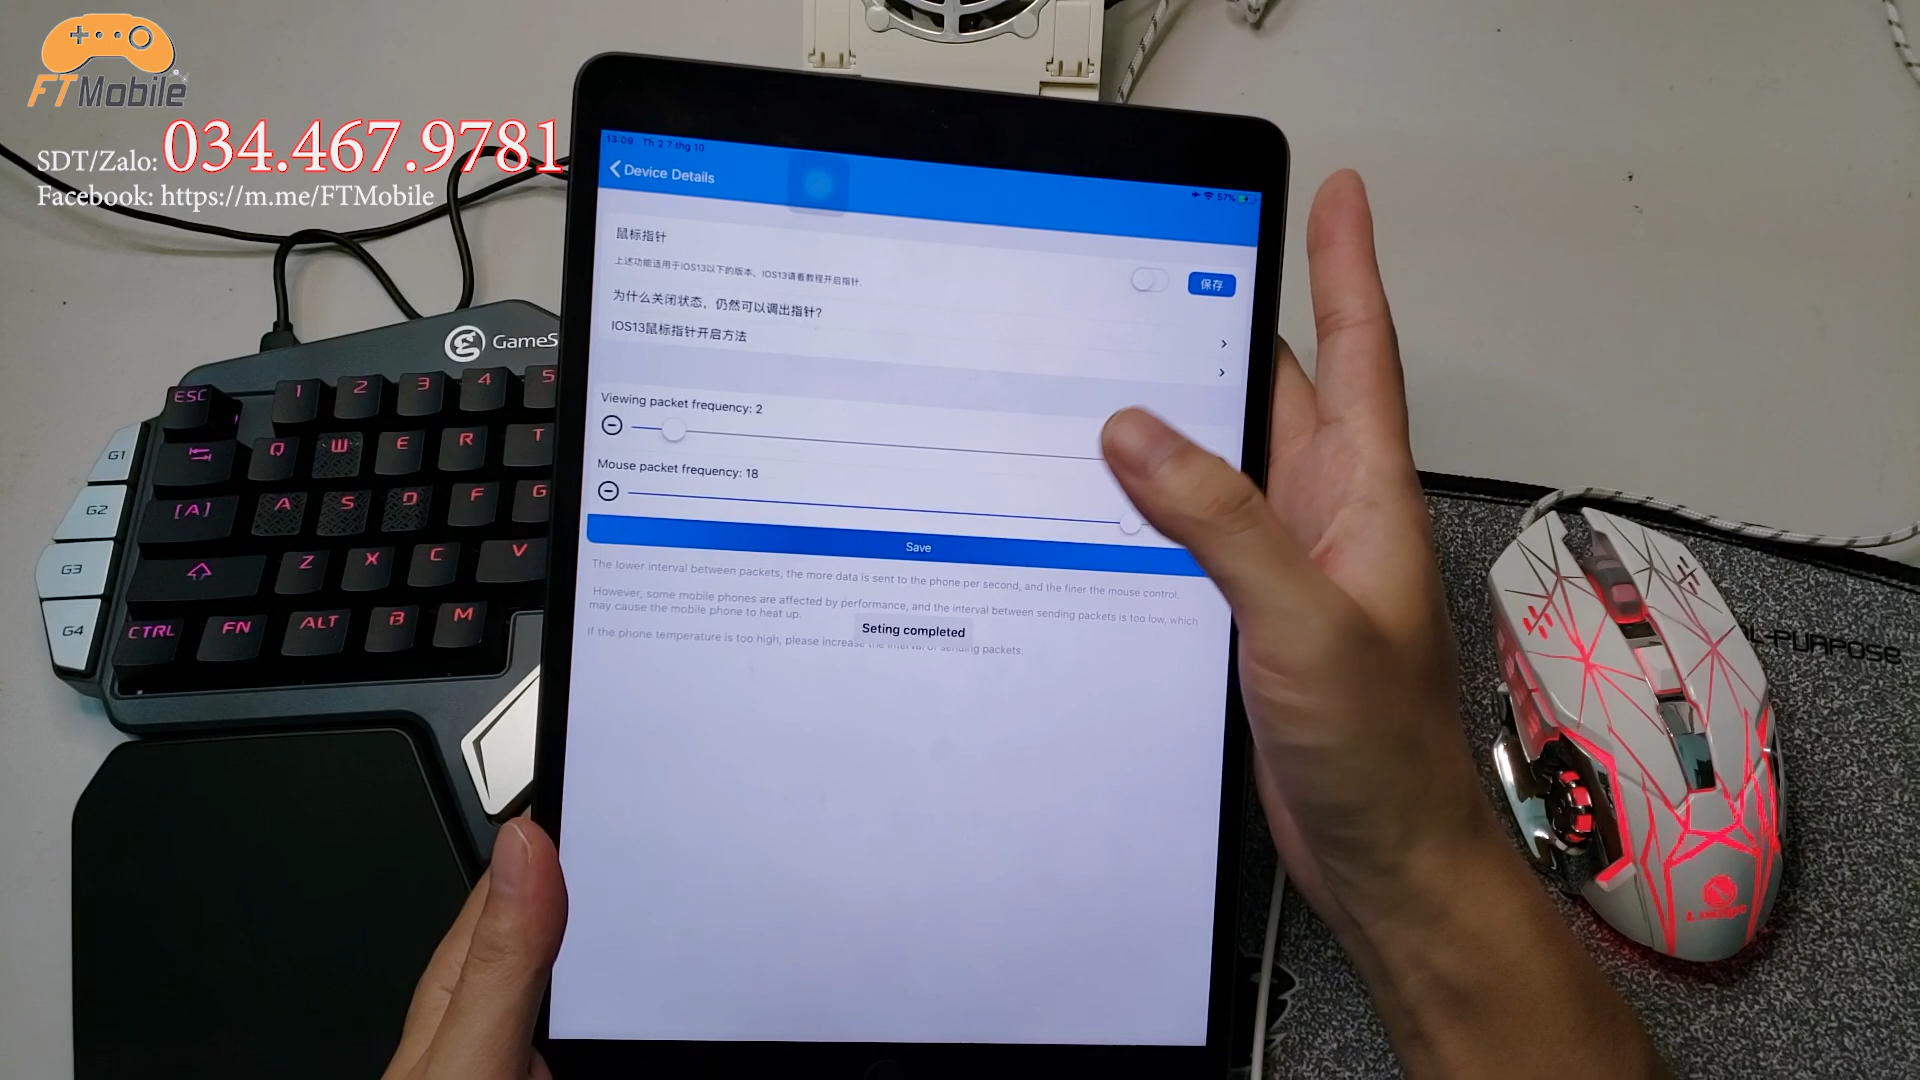 FTMobile
SDT/Zalo: 034.467.9781
Facebook: https://m.me/FTMobile
13:09 Th 2 7 thg 10
57%
Device Details
鼠标指针
上述功能适用于iOS13以下的版本、IOS13请看教程开启指针.
保存
为什么关闭状态，仍然可以调出指针?
IOS13鼠标指针开启方法
Viewing packet frequency: 2
Mouse packet frequency: 18
Save
The lower interval between packets, the more data is sent to the phone per second, and the finer the mouse control.
However, some mobile phones are affected by performance, and the interval between sending packets is too low, which
may cause the mobile phone to heat up.
Seting completed
If the phone temperature is too high, please increase the interval of sending packets.
GameS
ESC 1 2 3 4 5
Q W E R T
[A] A S D F G
Z X C V
CTRL FN ALT B M
G1
G2
G3
G4
L-PURPOSE